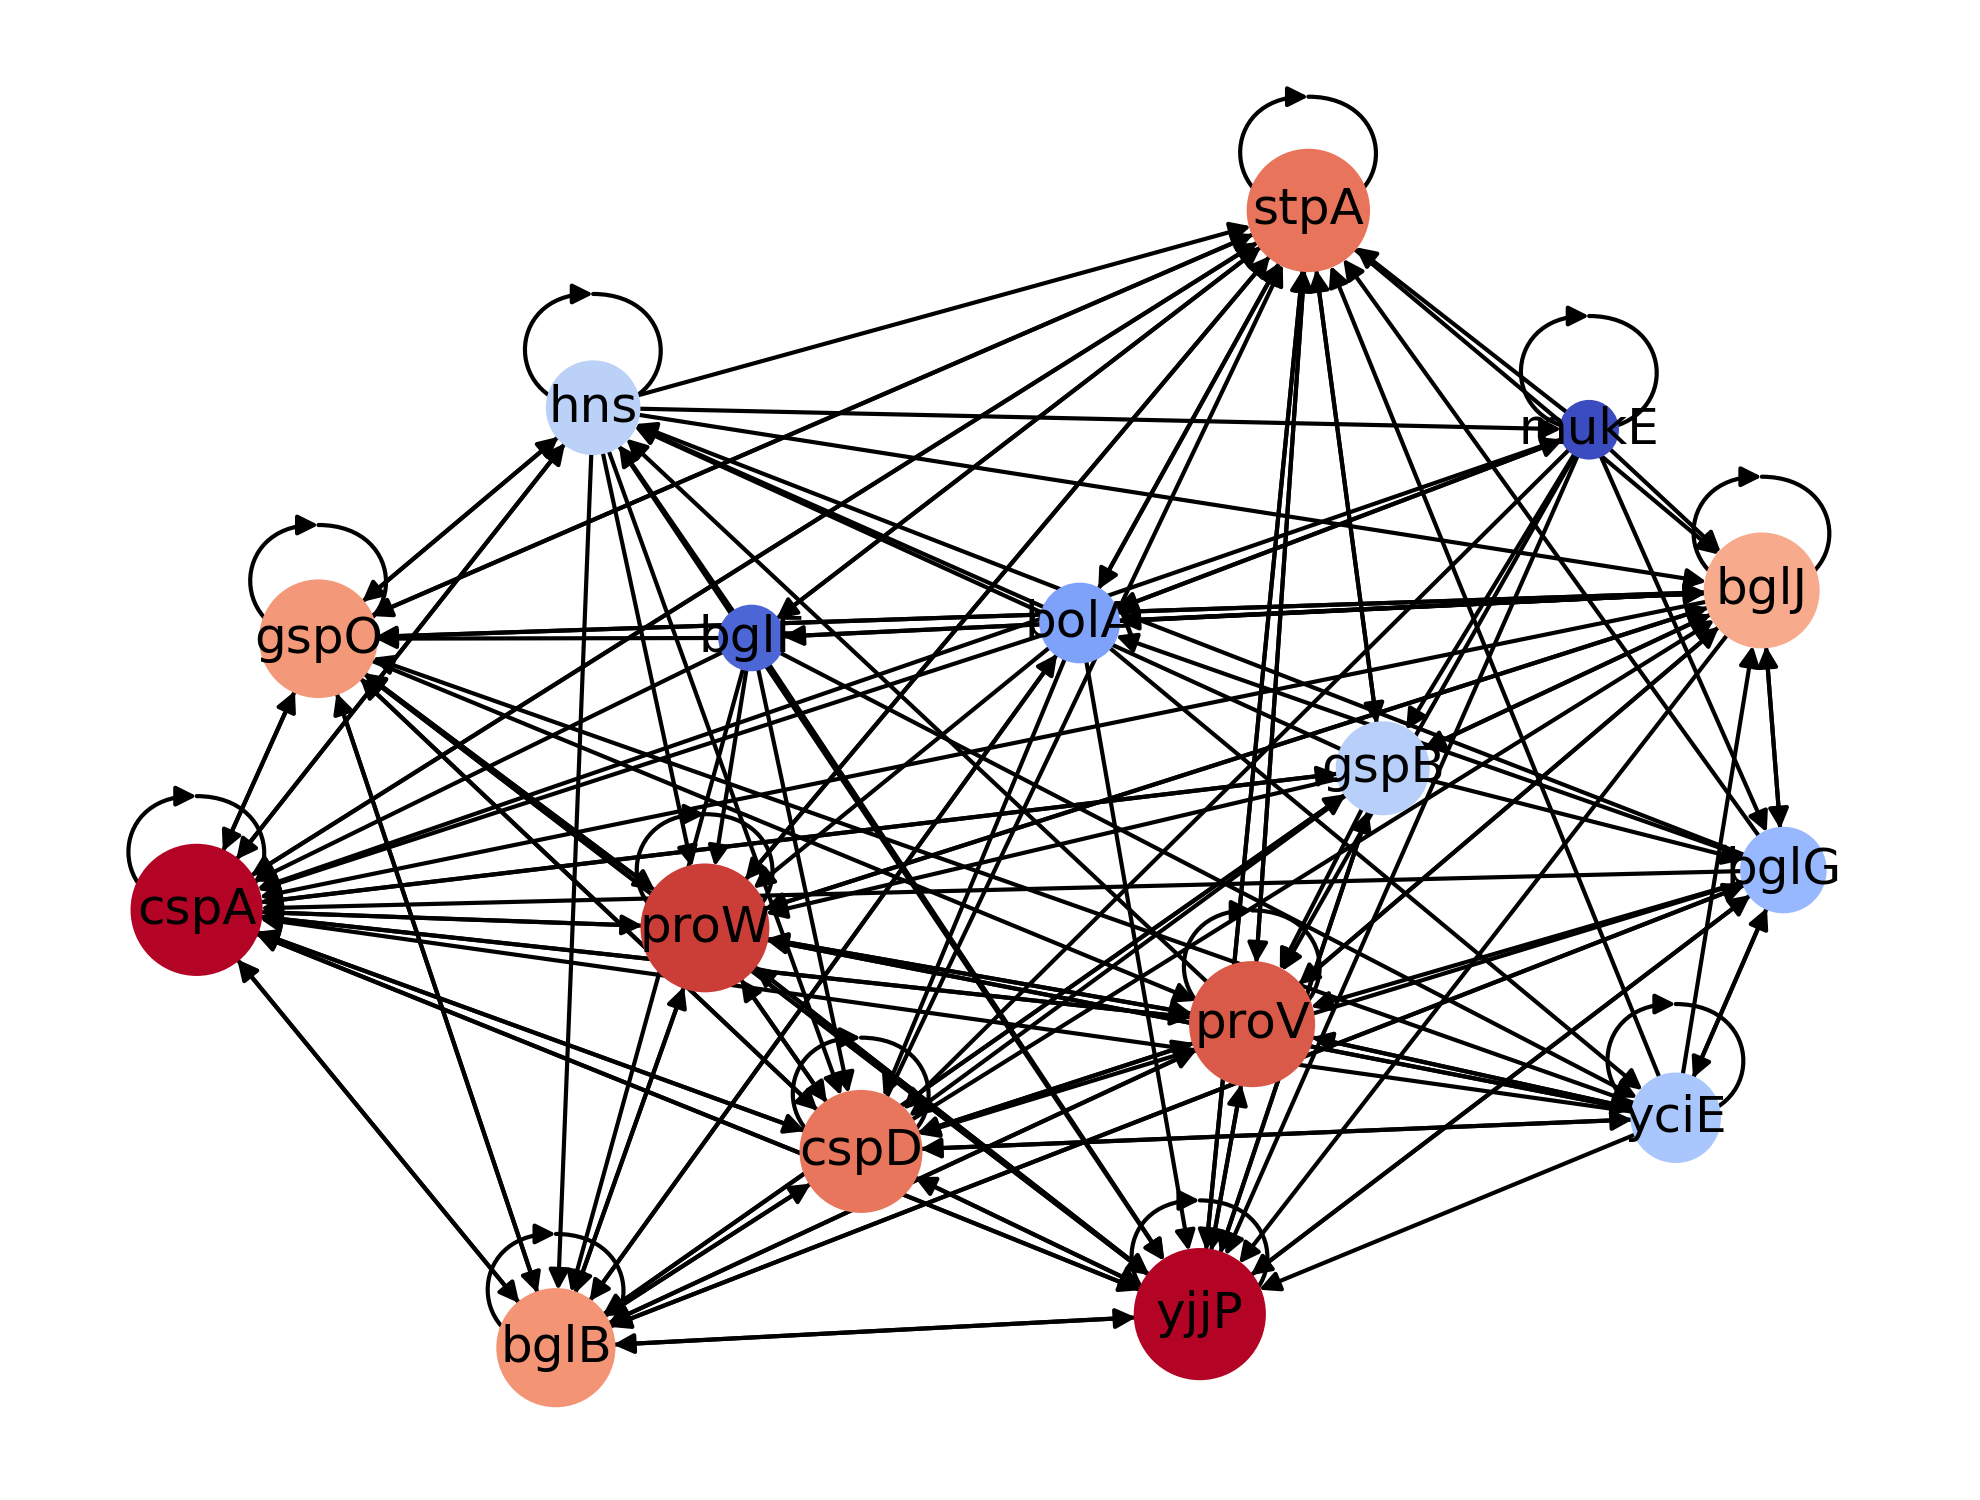 stpA
hns
mukE
bglJ
gspO
bglF
bolA
gspB
cspA
proW
bglG
proV
cspD
yciE
bglB
yjjP